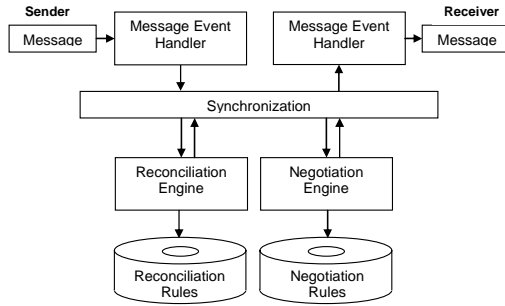 Sender
Receiver
Message
Message Event
Handler
Message Event
Handler
Message
Synchronization
Reconciliation
Engine
Negotiation
Engine
Reconciliation
Rules
Negotiation
Rules